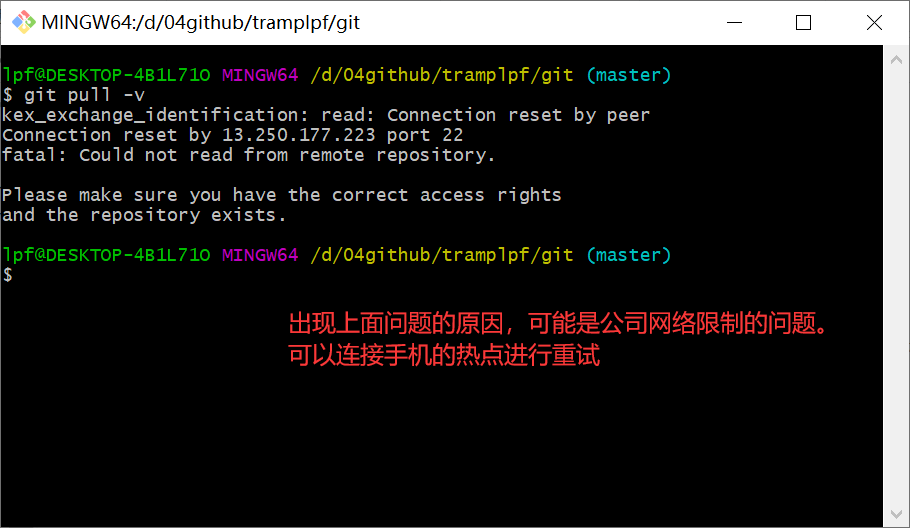 MINGW64:/d/04github/tramplpf/git
lpf@DESKTOP-4B1L71O MINGW64 /d/04github/tramplpf/git (master)
$ git pull -v
kex_exchange_identification: read: Connection reset by peer
Connection reset by 13.250.177.223 port 22
fatal: Could not read from remote repository.
Please make sure you have the correct access rights
and the repository exists.
lpf@DESKTOP-4B1L71O MINGW64 /d/04github/tramplpf/git (master)
$
出现上面问题的原因，可能是公司网络限制的问题。
可以连接手机的热点进行重试